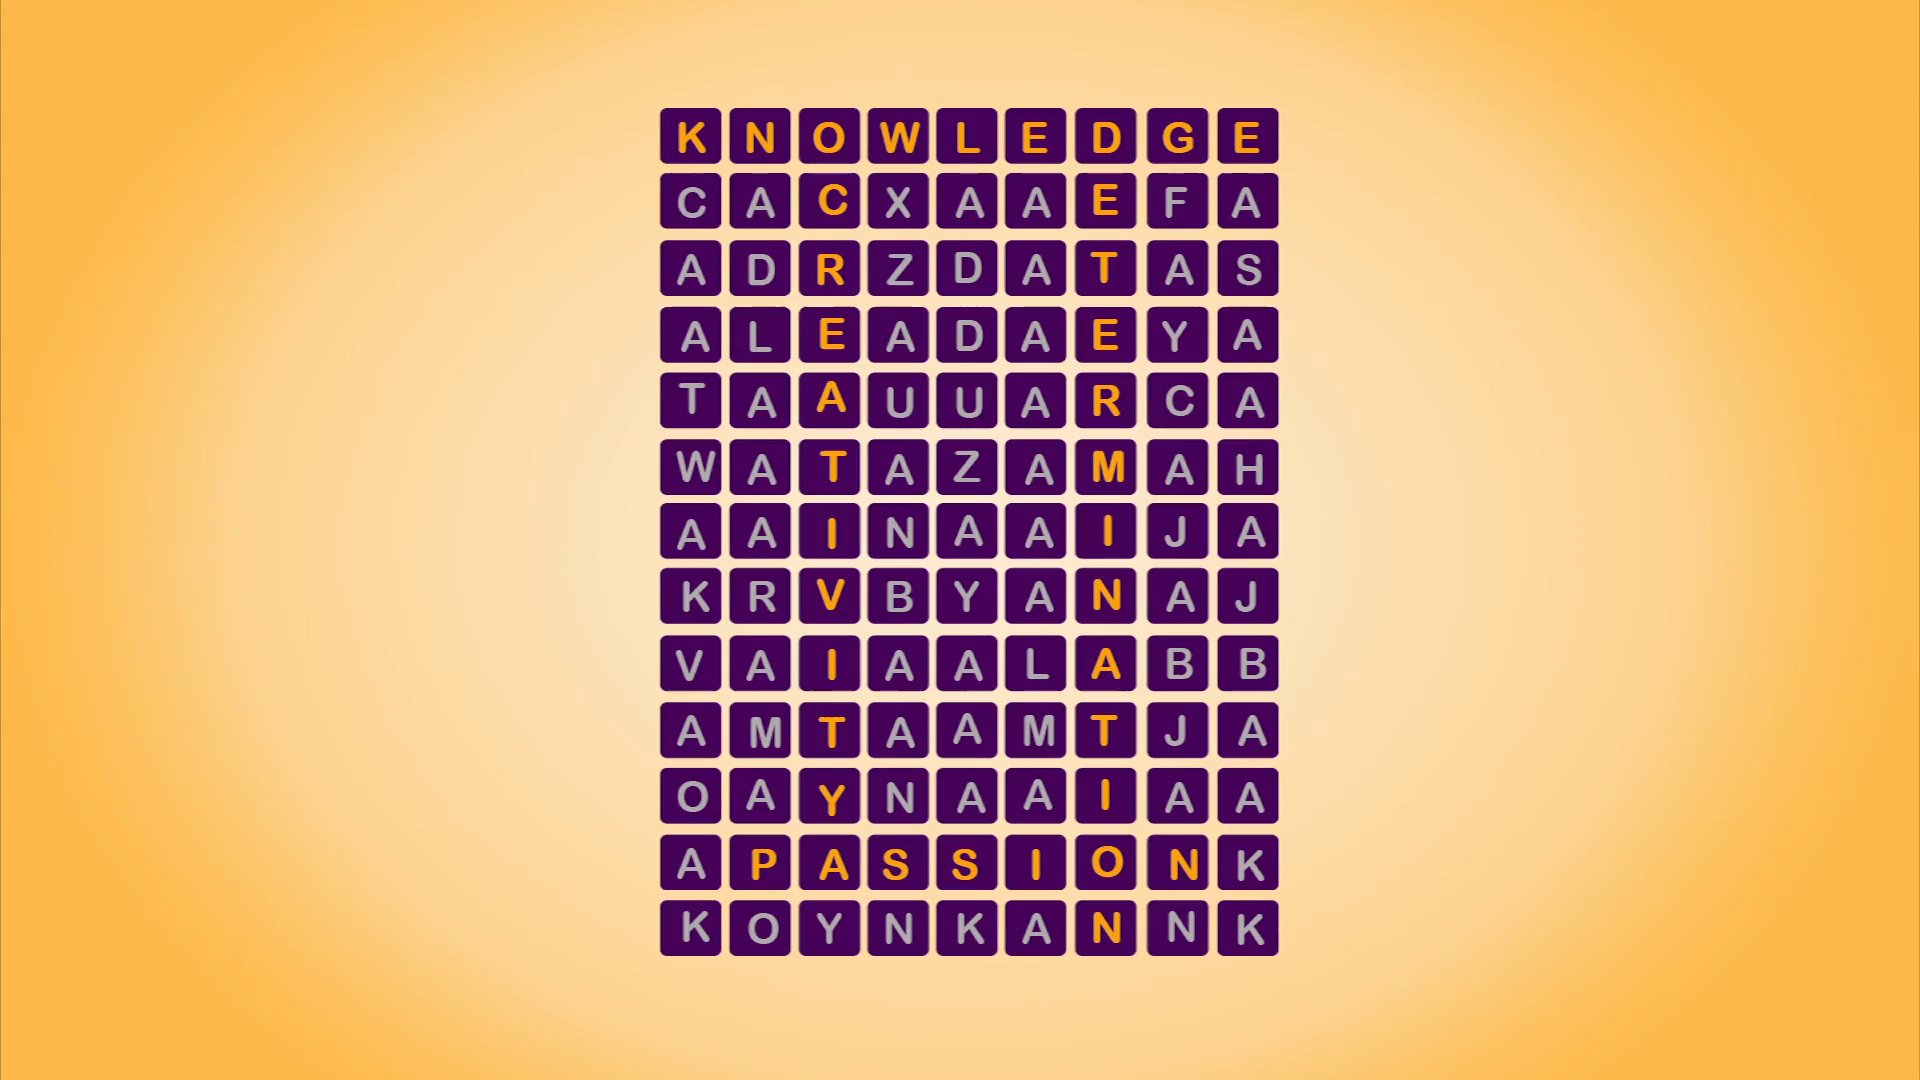 K N O W L E D G E
C A C X A A E F A
A D R Z D A T A S
A L E A D A E Y A
T A A U U A R C A
W A T A Z A M A H
A A I N A A I J A
K R V B Y A N A J
V A I A A L A B B
A M T A A M T J A
O A Y N A A I A A
A P A S S I O N K
K O Y N K A N N K